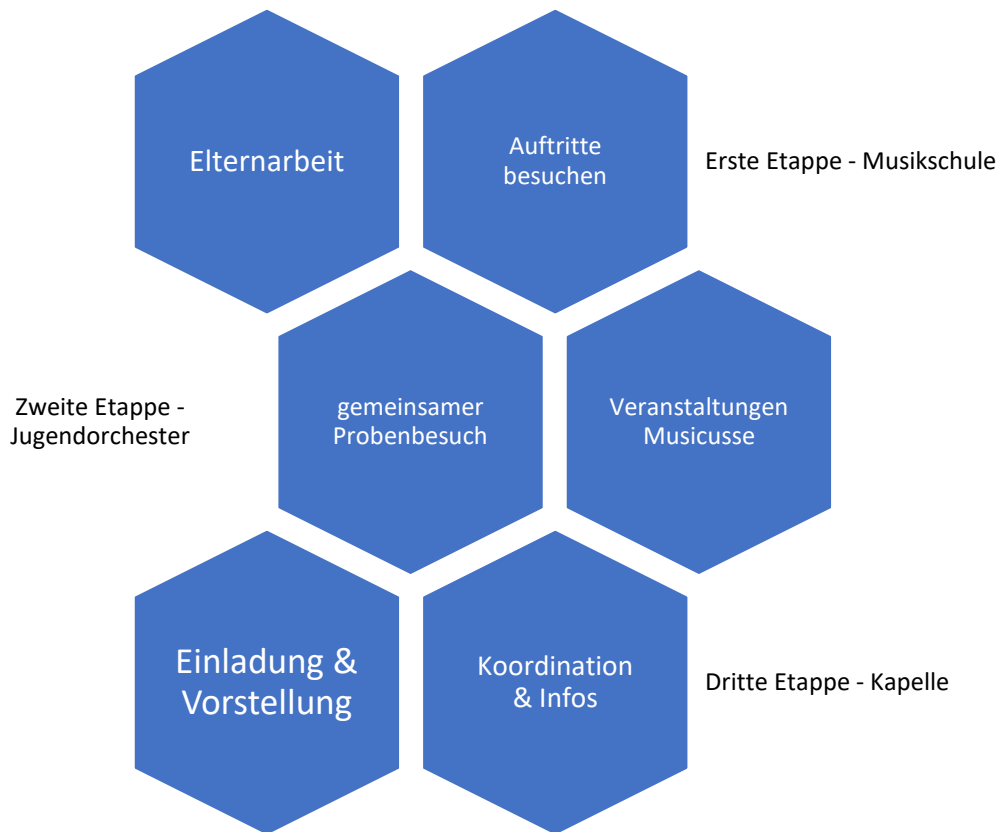 Elternarbeit
Auftritte
besuchen
Erste Etappe - Musikschule
Zweite Etappe -
Jugendorchester
gemeinsamer
Probenbesuch
Veranstaltungen
Musicusse
Einladung &
Vorstellung
Koordination
& Infos
Dritte Etappe - Kapelle